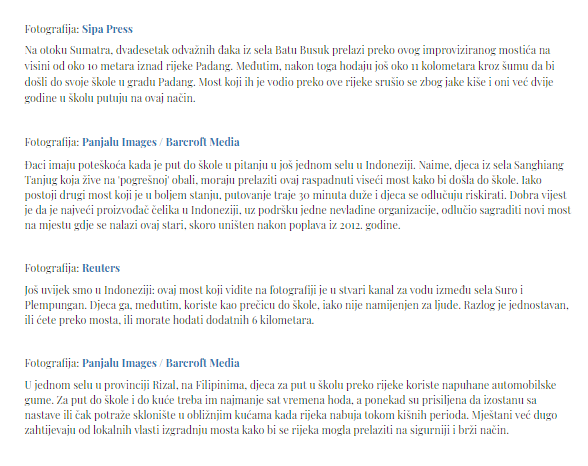 Fotografija: Sipa Press
Na otoku Sumatra, dvadesetak odvažnih đaka iz sela Batu Busuk prelazi preko ovog improviziranog mostića na
visini od oko 10 metara iznad rijeke Padang. Međutim, nakon toga hodaju još oko 11 kolometara kroz šumu da bi
došli do svoje škole u gradu Padang. Most koji ih je vodio preko ove rijeke srušio se zbog jake kiše i oni već dvije
godine u školu putuju na ovaj način.
Fotografija: Panjalu Images / Barcroft Media
Đaci imaju poteškoća kada je put do škole u pitanju u još jednom selu u Indoneziji. Naime, djeca iz sela Sanghiang
Tanjug koja žive na 'pogrešnoj' obali, moraju prelaziti ovaj raspadnuti viseći most kako bi došla do škole. Iako
postoji drugi most koji je u boljem stanju, putovanje traje 30 minuta duže i djeca se odlučuju riskirati. Dobra vijest
je da je najveći proizvođač čelika u Indoneziji, uz podršku jedne nevladine organizacije, odlučio sagraditi novi most
na mjestu gdje se nalazi ovaj stari, skoro uništen nakon poplava iz 2012. godine.
Fotografija: Reuters
Još uvijek smo u Indoneziji: ovaj most koji vidite na fotografiji je u stvari kanal za vodu između sela Suro i
Plempungan. Djeca ga, međutim, koriste kao prečicu do škole, iako nije namijenjen za ljude. Razlog je jednostavan,
ili ćete preko mosta, ili morate hodati dodatnih 6 kilometara.
Fotografija: Panjalu Images / Barcroft Media
U jednom selu u provinciji Rizal, na Filipinima, djeca za put u školu preko rijeke koriste napuhane automobilske
gume. Za put do škole i do kuće treba im najmanje sat vremena hoda, a ponekad su prisiljena da izostanu sa
nastave ili čak potraže sklonište u obližnjim kućama kada rijeka nabuja tokom kišnih perioda. Mještani već dugo
zahtijevaju od lokalnih vlasti izgradnju mosta kako bi se rijeka mogla prelaziti na sigurniji i brži način.